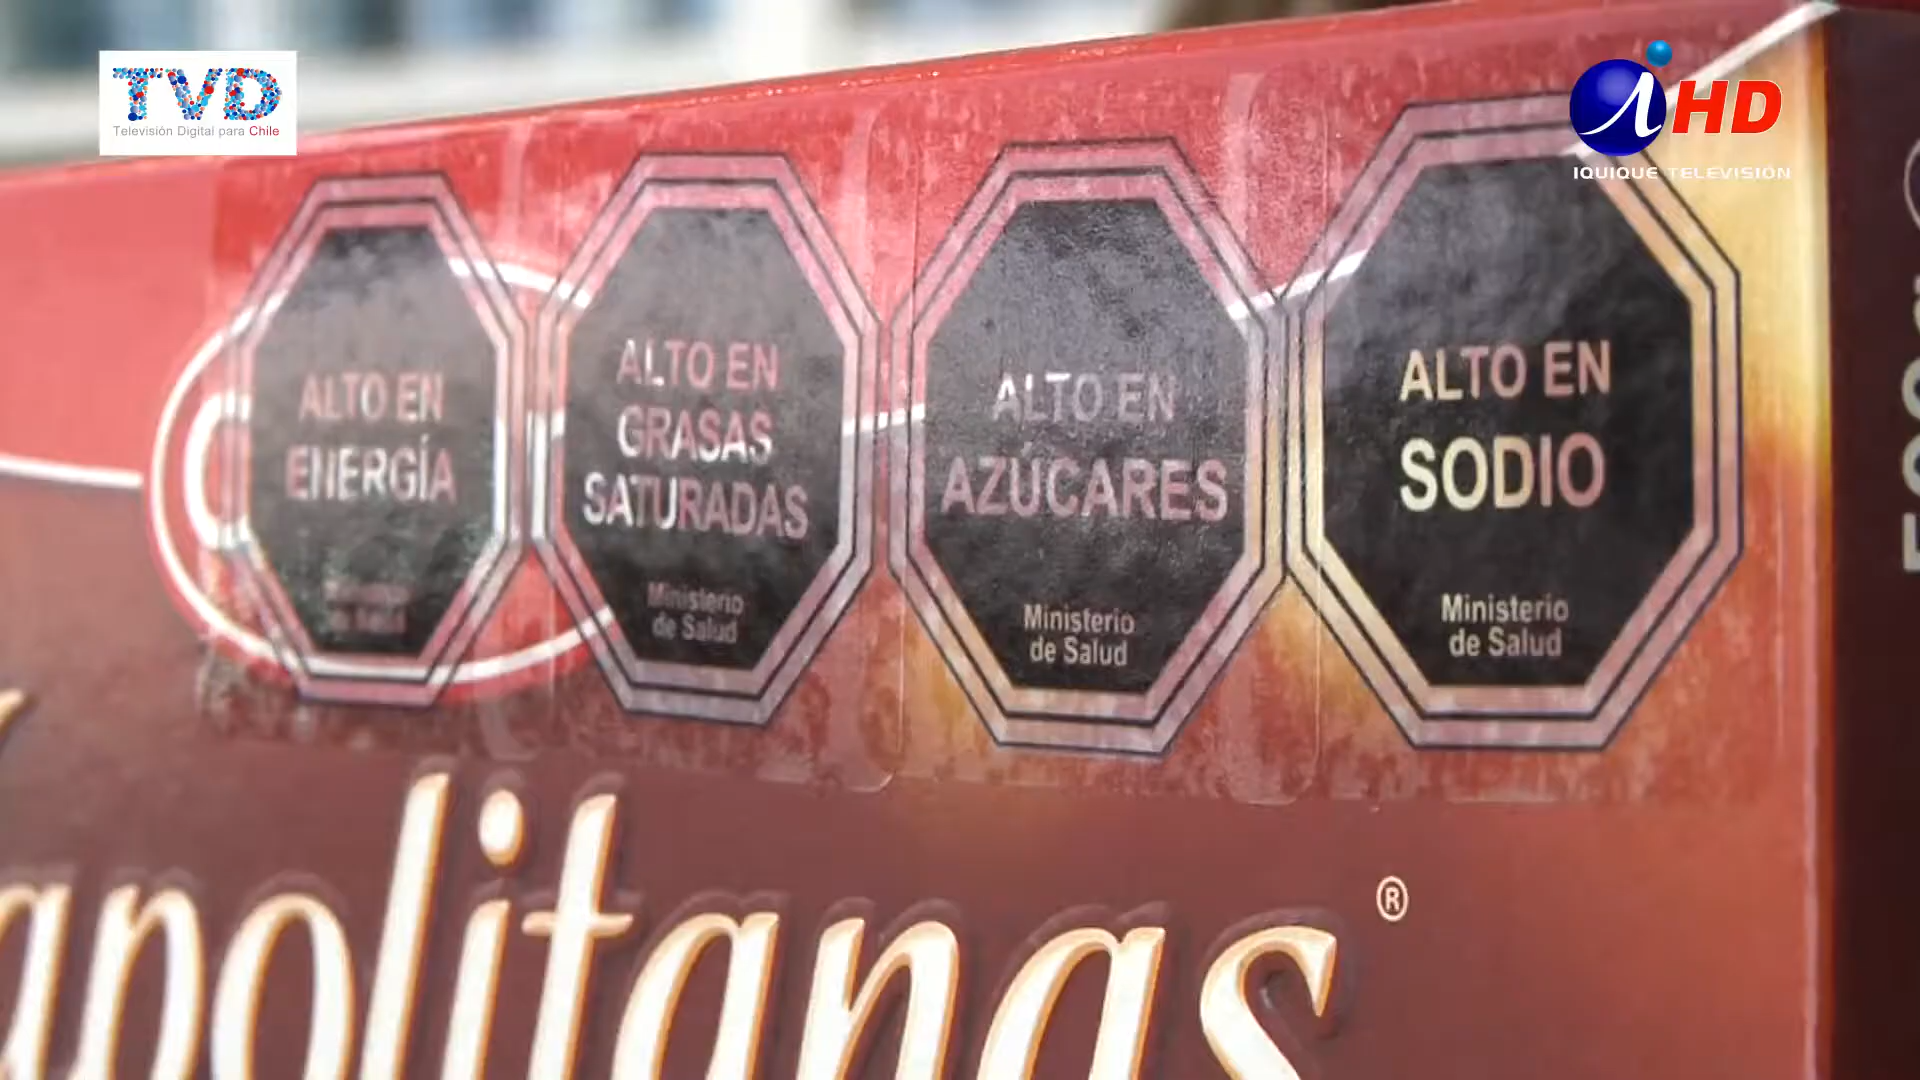 TVD
Televisión Digital para Chile
HD
IQUIQUE TELEVISIÓN
ALTO EN
ENERGÍA
de Salud
ALTO EN
GRASAS
SATURADAS
Ministerio
de Salud
ALTO EN
AZÚCARES
Ministerio
de Salud
ALTO EN
SODIO
Ministerio
de Salud
apolitanas®